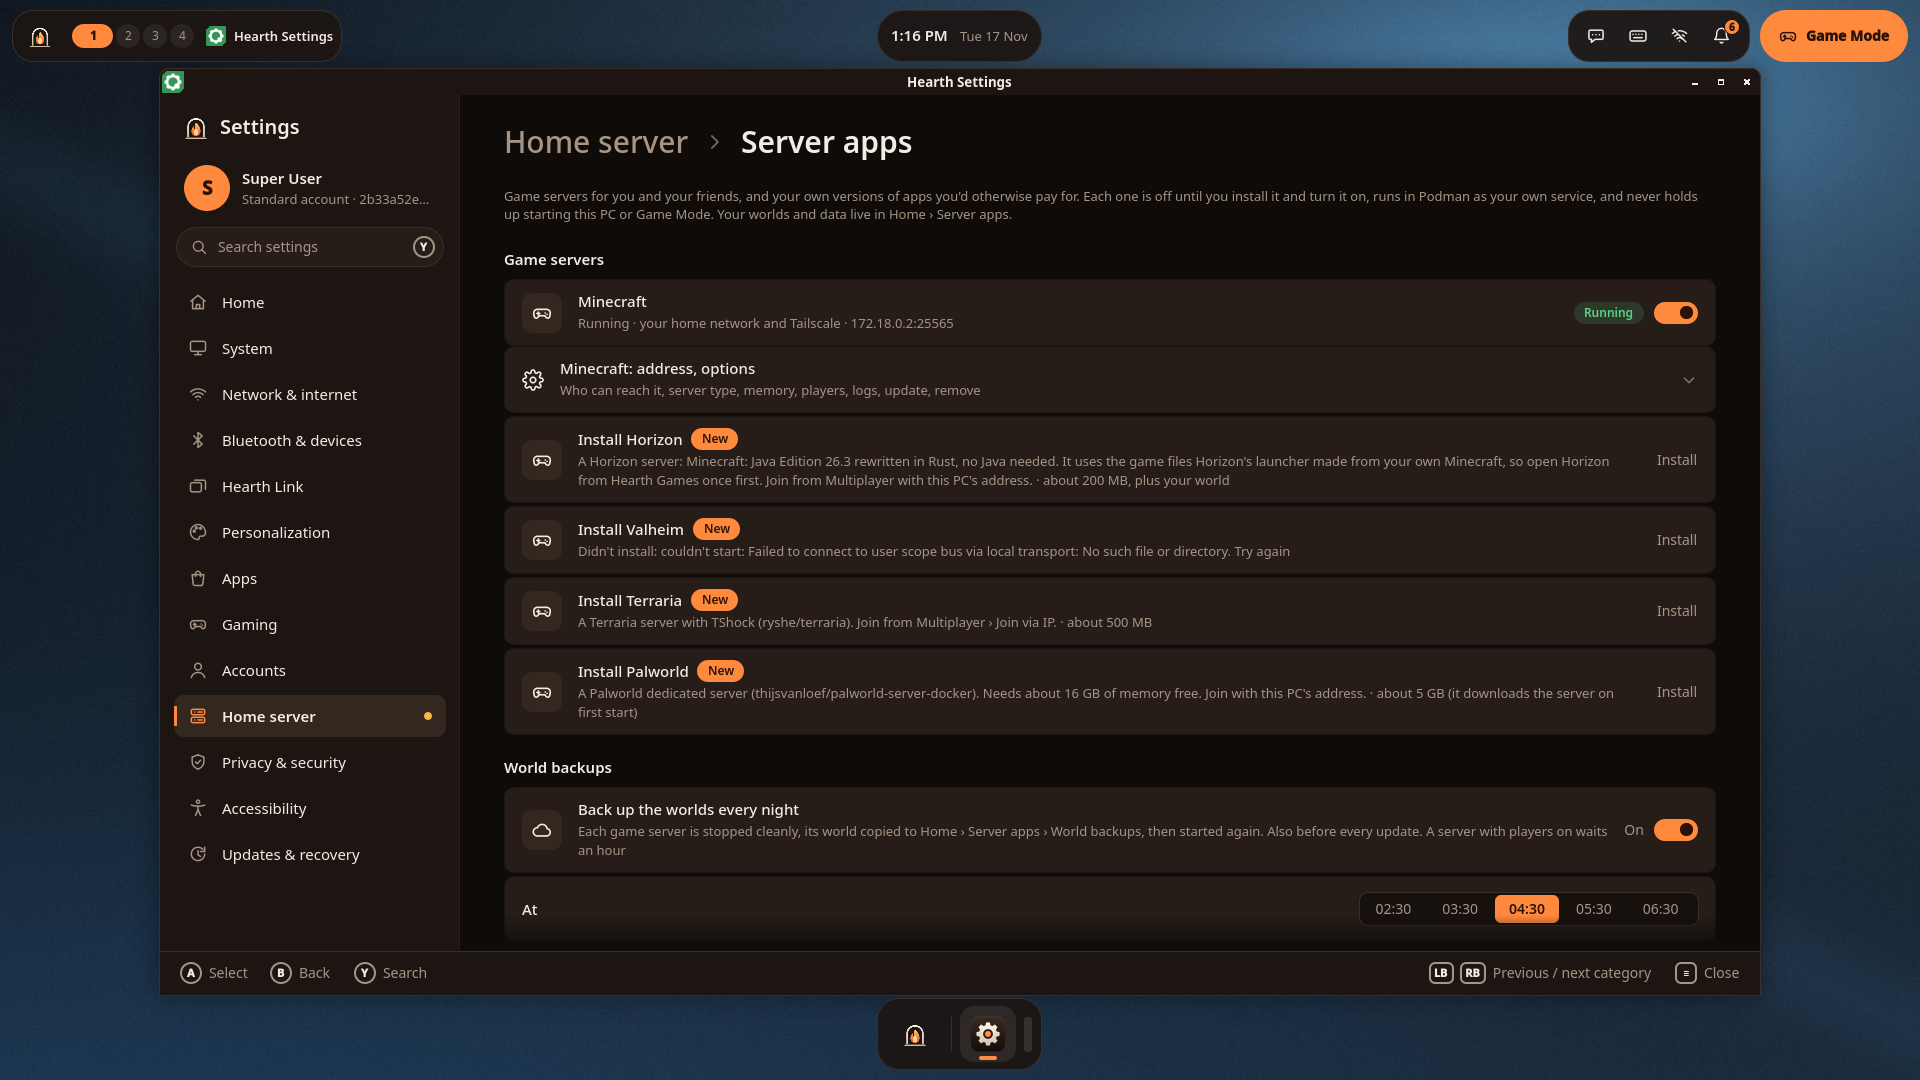 1 2 3 4 Hearth Settings
1:16 PM Tue 17 Nov
6
Game Mode
Hearth Settings
Settings
S
Super User
Standard account · 2b33a52e...
Search settings Y
Home
System
Network & internet
Bluetooth & devices
Hearth Link
Personalization
Apps
Gaming
Accounts
Home server
Privacy & security
Accessibility
Updates & recovery
Home server › Server apps
Game servers for you and your friends, and your own versions of apps you'd otherwise pay for. Each one is off until you install it and turn it on, runs in Podman as your own service, and never holds
up starting this PC or Game Mode. Your worlds and data live in Home › Server apps.
Game servers
Minecraft
Running · your home network and Tailscale · 172.18.0.2:25565
Running
Minecraft: address, options
Who can reach it, server type, memory, players, logs, update, remove
Install Horizon New
A Horizon server: Minecraft: Java Edition 26.3 rewritten in Rust, no Java needed. It uses the game files Horizon's launcher made from your own Minecraft, so open Horizon
from Hearth Games once first. Join from Multiplayer with this PC's address. · about 200 MB, plus your world
Install
Install Valheim New
Didn't install: couldn't start: Failed to connect to user scope bus via local transport: No such file or directory. Try again
Install
Install Terraria New
A Terraria server with TShock (ryshe/terraria). Join from Multiplayer › Join via IP. · about 500 MB
Install
Install Palworld New
A Palworld dedicated server (thijsvanloef/palworld-server-docker). Needs about 16 GB of memory free. Join with this PC's address. · about 5 GB (it downloads the server on
first start)
Install
World backups
Back up the worlds every night
Each game server is stopped cleanly, its world copied to Home › Server apps › World backups, then started again. Also before every update. A server with players on waits
an hour
On
At
02:30 03:30 04:30 05:30 06:30
A Select B Back Y Search
LB RB Previous / next category ≡ Close